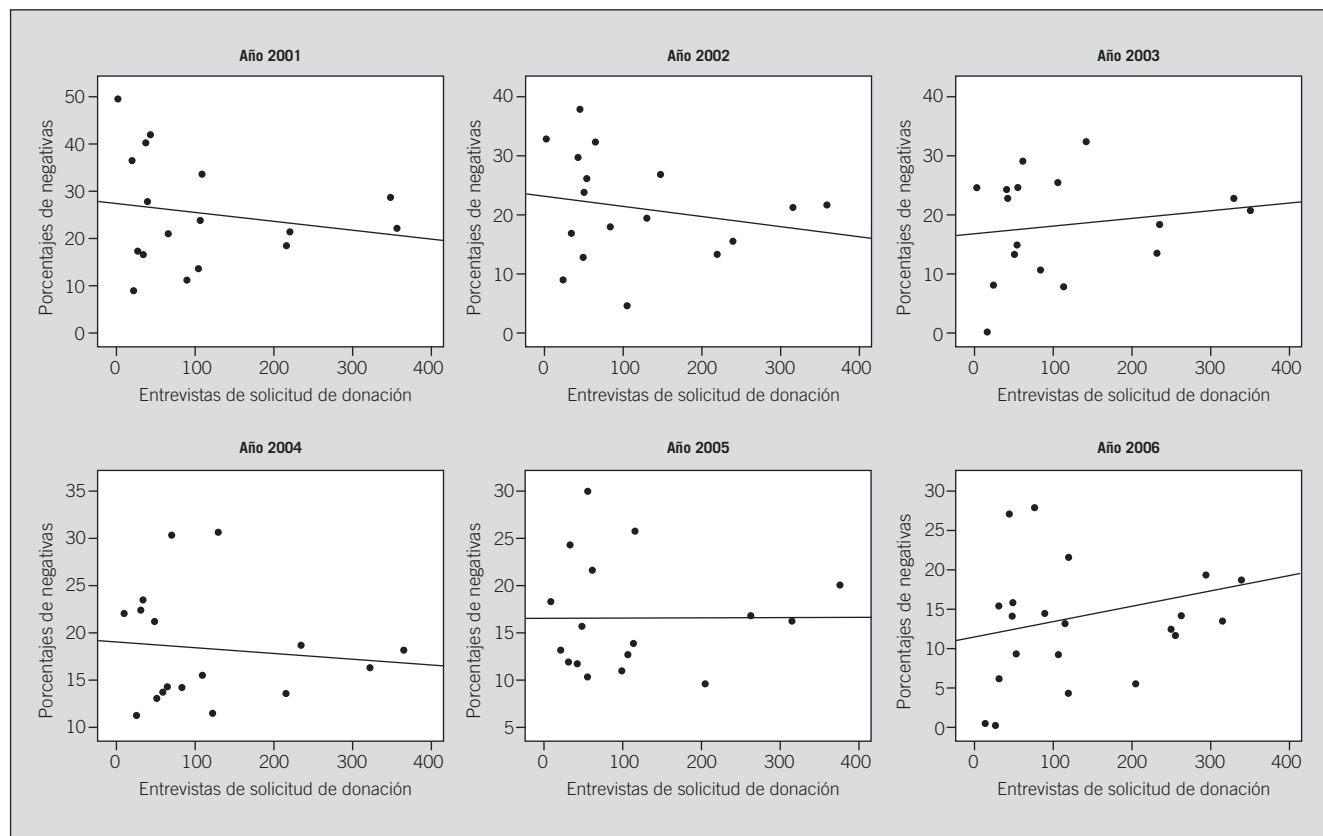 Año 2001
Porcentajes de negativas
50
40
30
20
10
0
0 100 200 300 400
Entrevistas de solicitud de donación
Año 2002
Porcentajes de negativas
40
30
20
10
0
0 100 200 300 400
Entrevistas de solicitud de donación
Año 2003
Porcentajes de negativas
40
30
20
10
0
0 100 200 300 400
Entrevistas de solicitud de donación
Año 2004
Porcentajes de negativas
35
30
25
20
15
10
0 100 200 300 400
Entrevistas de solicitud de donación
Año 2005
Porcentajes de negativas
30
25
20
15
10
5
0 100 200 300 400
Entrevistas de solicitud de donación
Año 2006
Porcentajes de negativas
30
25
20
15
10
5
0
0 100 200 300 400
Entrevistas de solicitud de donación